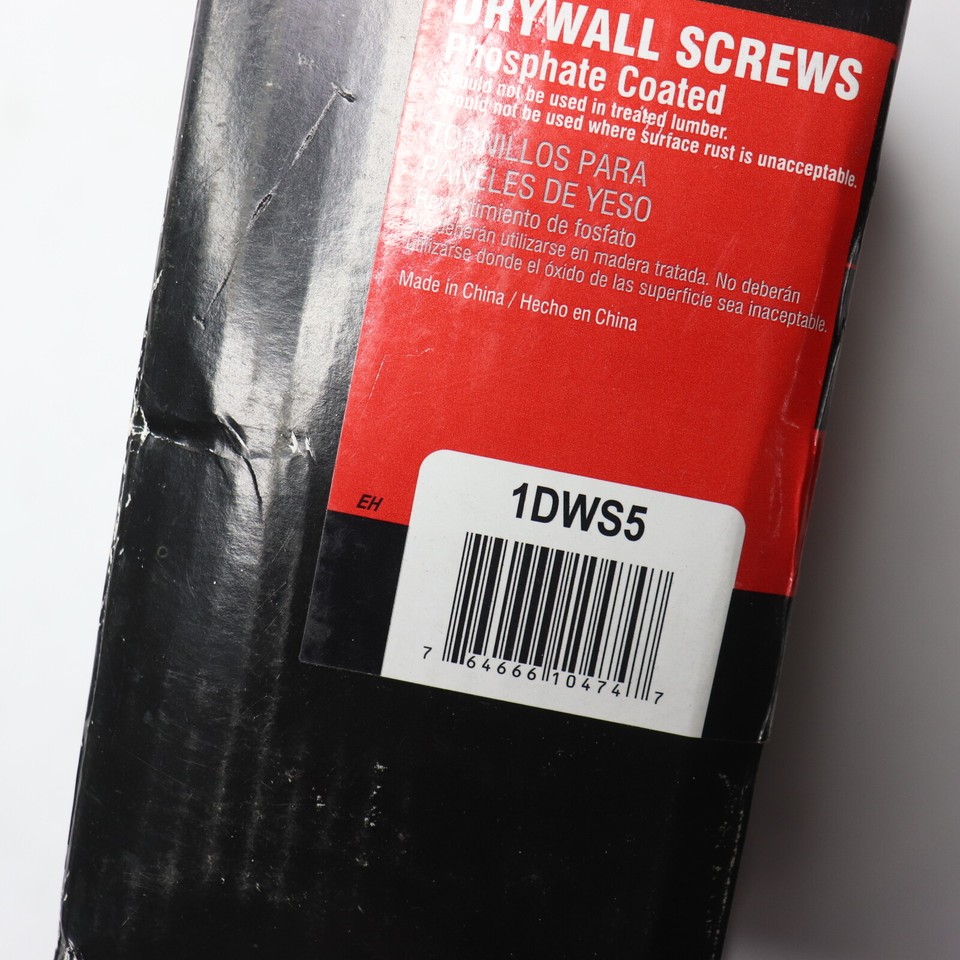 DRYWALL SCREWS
Phosphate Coated
Should not be used in treated lumber.
Should not be used where surface rust is unacceptable.
TORNILLOS PARA
PANELES DE YESO
Revestimiento de fosfato
deberán utilizarse en madera tratada. No deberán
utilizarse donde el óxido de las superficie sea inaceptable.
Made in China / Hecho en China
EH
1DWS5
7 64666 10474 7